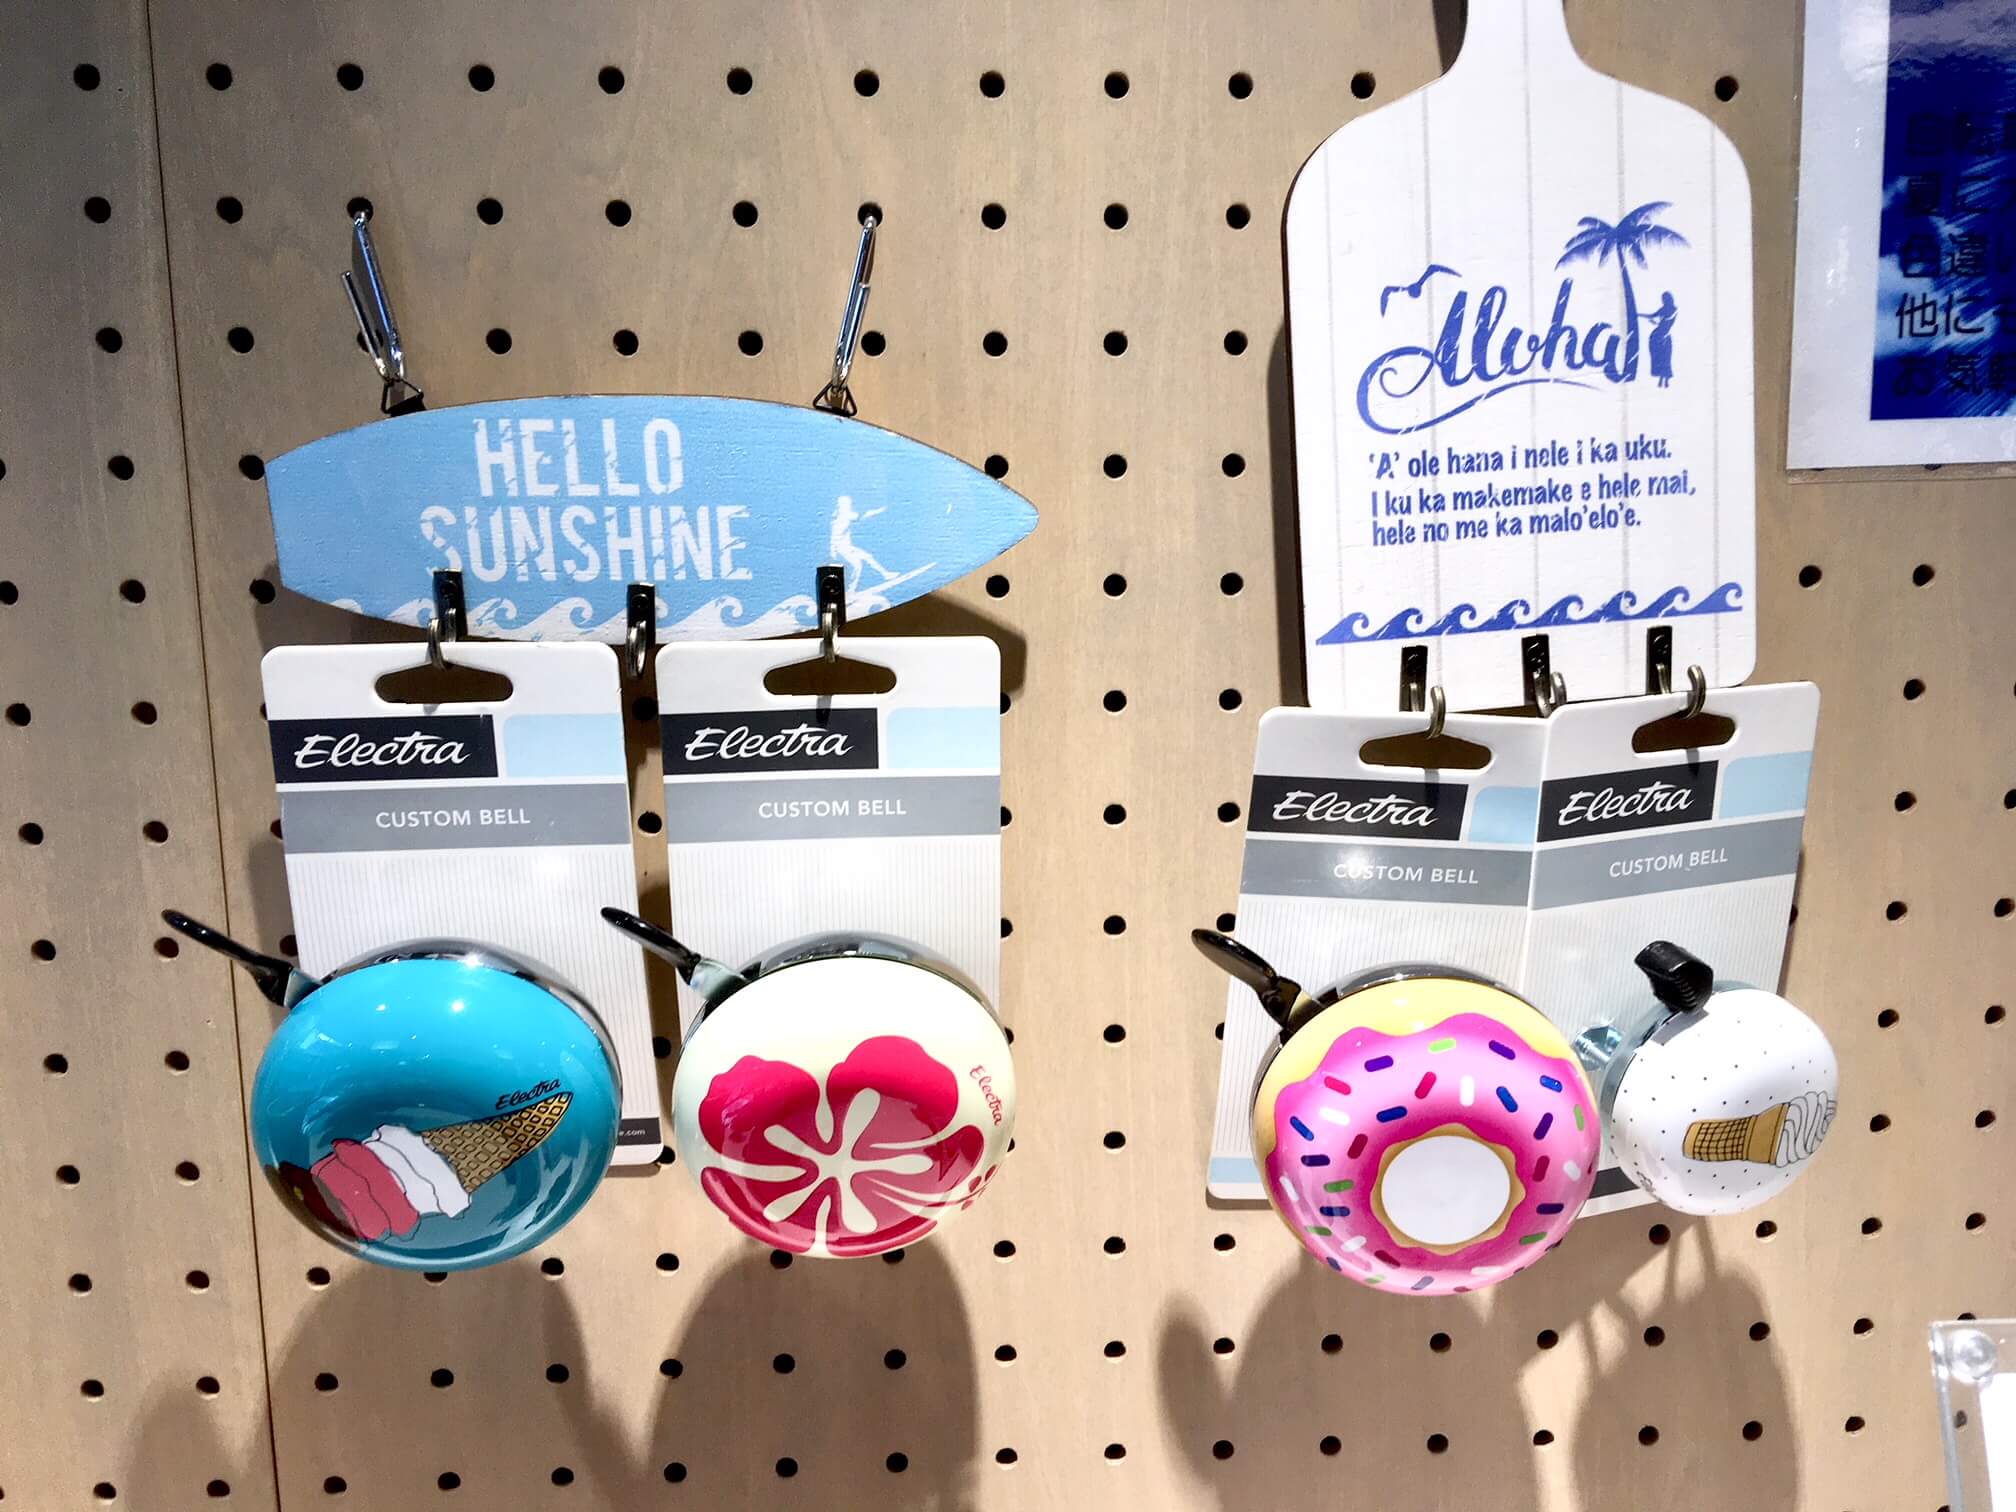 HELLO
SUNSHINE
Aloha
'A' ole hana i nele i ka uku.
I ku ka makemake e hele mai,
hele no me ka malo'elo'e.
Electra
CUSTOM BELL
Electra
CUSTOM BELL
Electra
CUSTOM BELL
Electra
CUSTOM BELL
Electra
Electra
e.com
他に